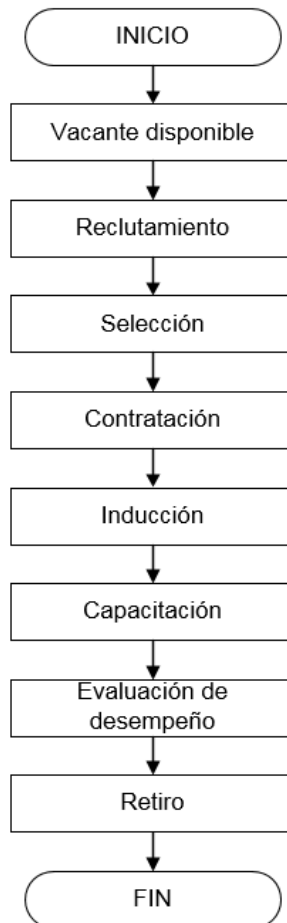 INICIO
Vacante disponible
Reclutamiento
Selección
Contratación
Inducción
Capacitación
Evaluación de
desempeño
Retiro
FIN